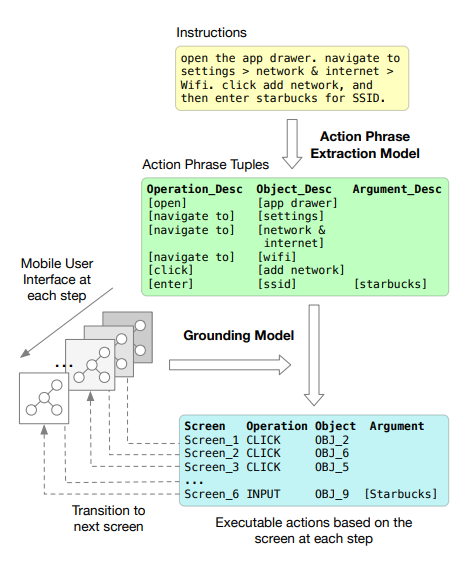 Instructions
open the app drawer. navigate to
settings > network & internet >
Wifi. click add network, and
then enter starbucks for SSID.
Action Phrase
Extraction Model
Action Phrase Tuples
Operation_Desc Object_Desc Argument_Desc
[open] [app drawer]
[navigate to] [settings]
[navigate to] [network &
internet]
[navigate to] [wifi]
[click] [add network]
[enter] [ssid] [starbucks]
Mobile User
Interface at
each step
Grounding Model
...
Screen Operation Object Argument
Screen_1 CLICK OBJ_2
Screen_2 CLICK OBJ_6
Screen_3 CLICK OBJ_5
...
Screen_6 INPUT OBJ_9 [Starbucks]
Transition to
next screen
Executable actions based on the
screen at each step